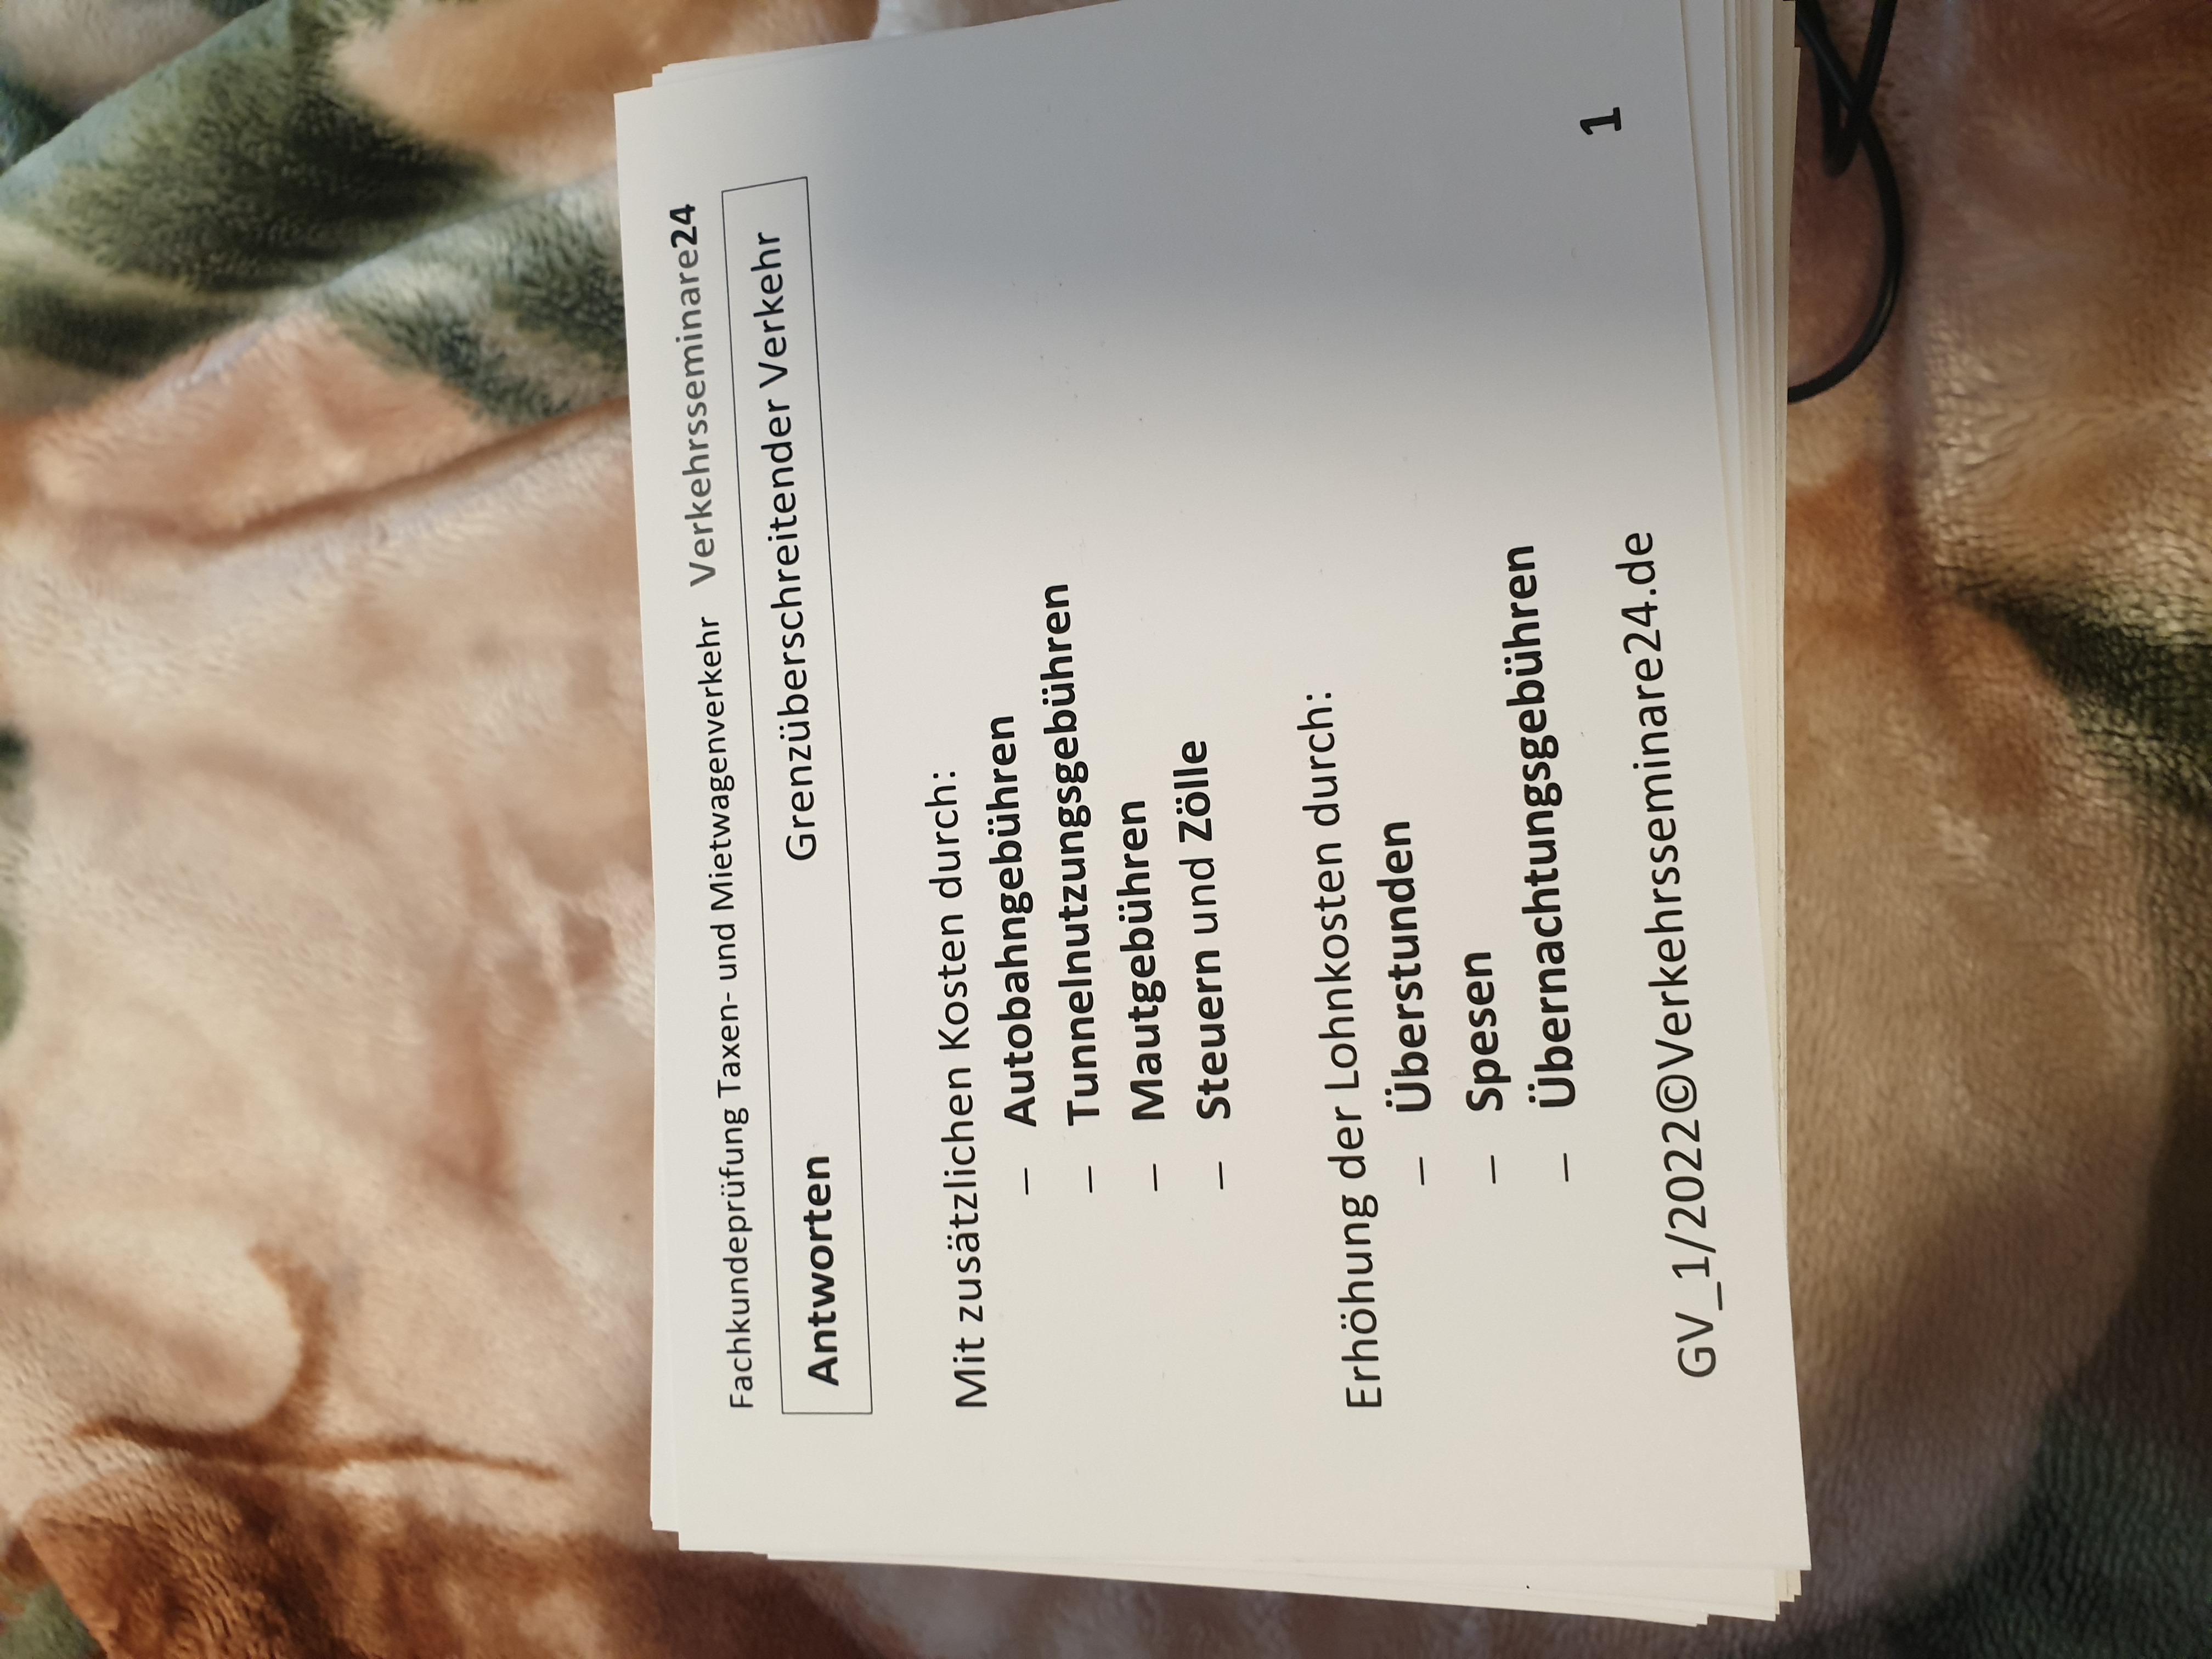 Fachkundeprüfung Taxen- und Mietwagenverkehr Verkehrsseminare24
Antworten Grenzüberschreitender Verkehr
Mit zusätzlichen Kosten durch:
– Autobahngebühren
– Tunnelnutzungsgebühren
– Mautgebühren
– Steuern und Zölle
Erhöhung der Lohnkosten durch:
– Überstunden
– Spesen
– Übernachtungsgebühren
1
GV_1/2022©Verkehrsseminare24.de